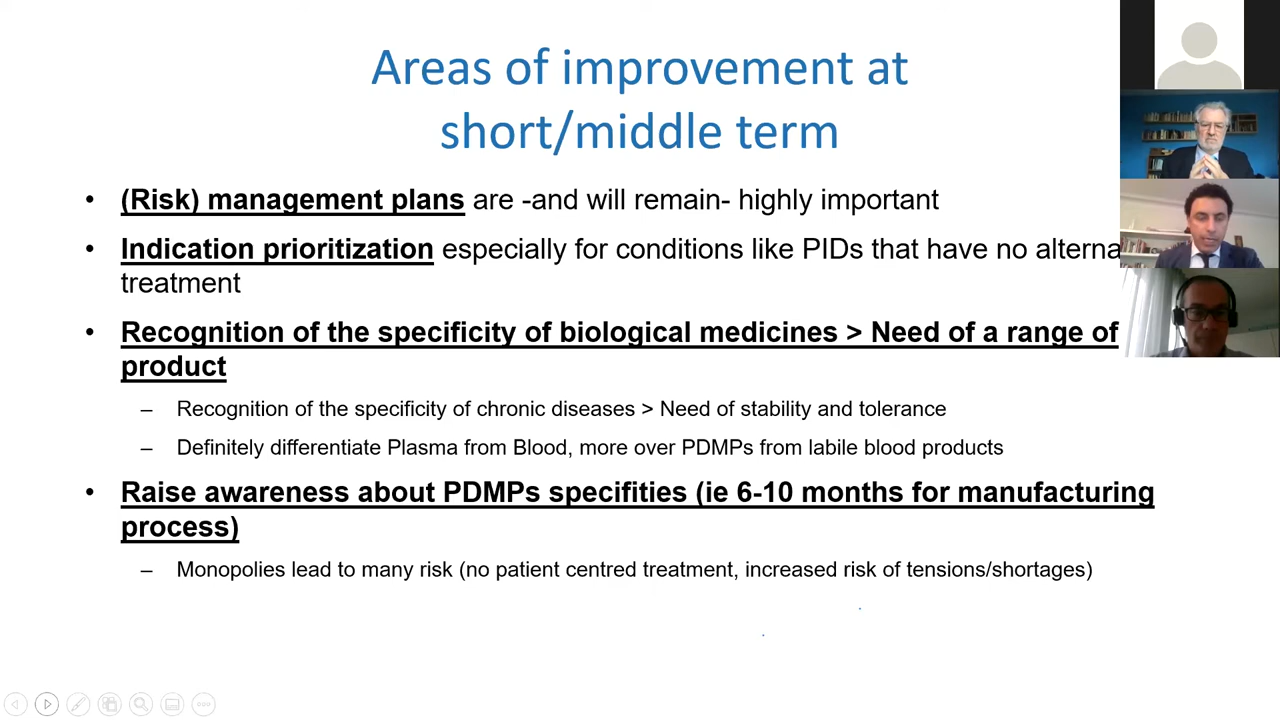 Areas of improvement at
short/middle term
• (Risk) management plans are -and will remain- highly important
• Indication prioritization especially for conditions like PIDs that have no alterna
treatment
• Recognition of the specificity of biological medicines > Need of a range of
product
– Recognition of the specificity of chronic diseases > Need of stability and tolerance
– Definitely differentiate Plasma from Blood, more over PDMPs from labile blood products
• Raise awareness about PDMPs specifities (ie 6-10 months for manufacturing
process)
– Monopolies lead to many risk (no patient centred treatment, increased risk of tensions/shortages)